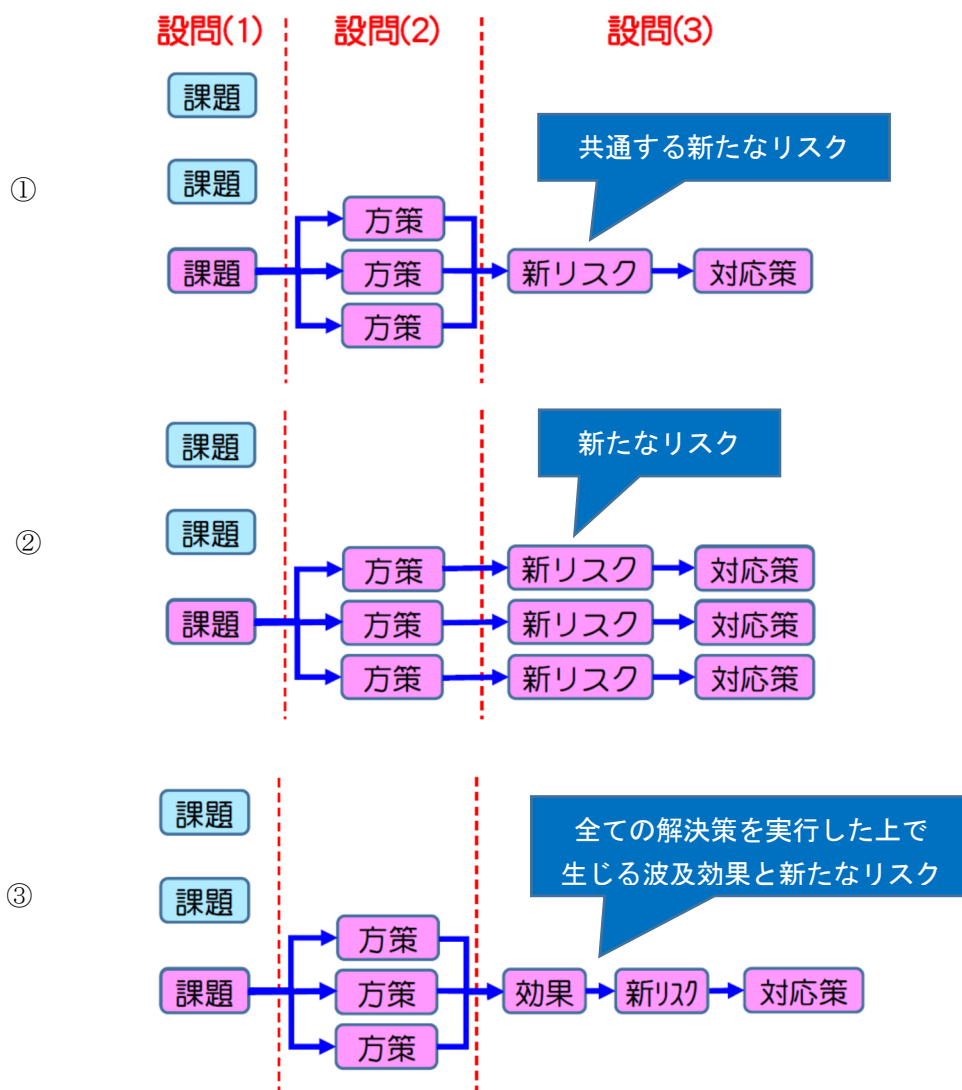 設問(1)
設問(2)
設問(3)
①
課題
課題
課題
方策
方策
方策
共通する新たなリスク
新リスク
対応策
②
課題
課題
課題
方策
方策
方策
新たなリスク
新リスク
対応策
新リスク
対応策
新リスク
対応策
③
課題
課題
課題
方策
方策
方策
全ての解決策を実行した上で
生じる波及効果と新たなリスク
効果
新リスク
対応策